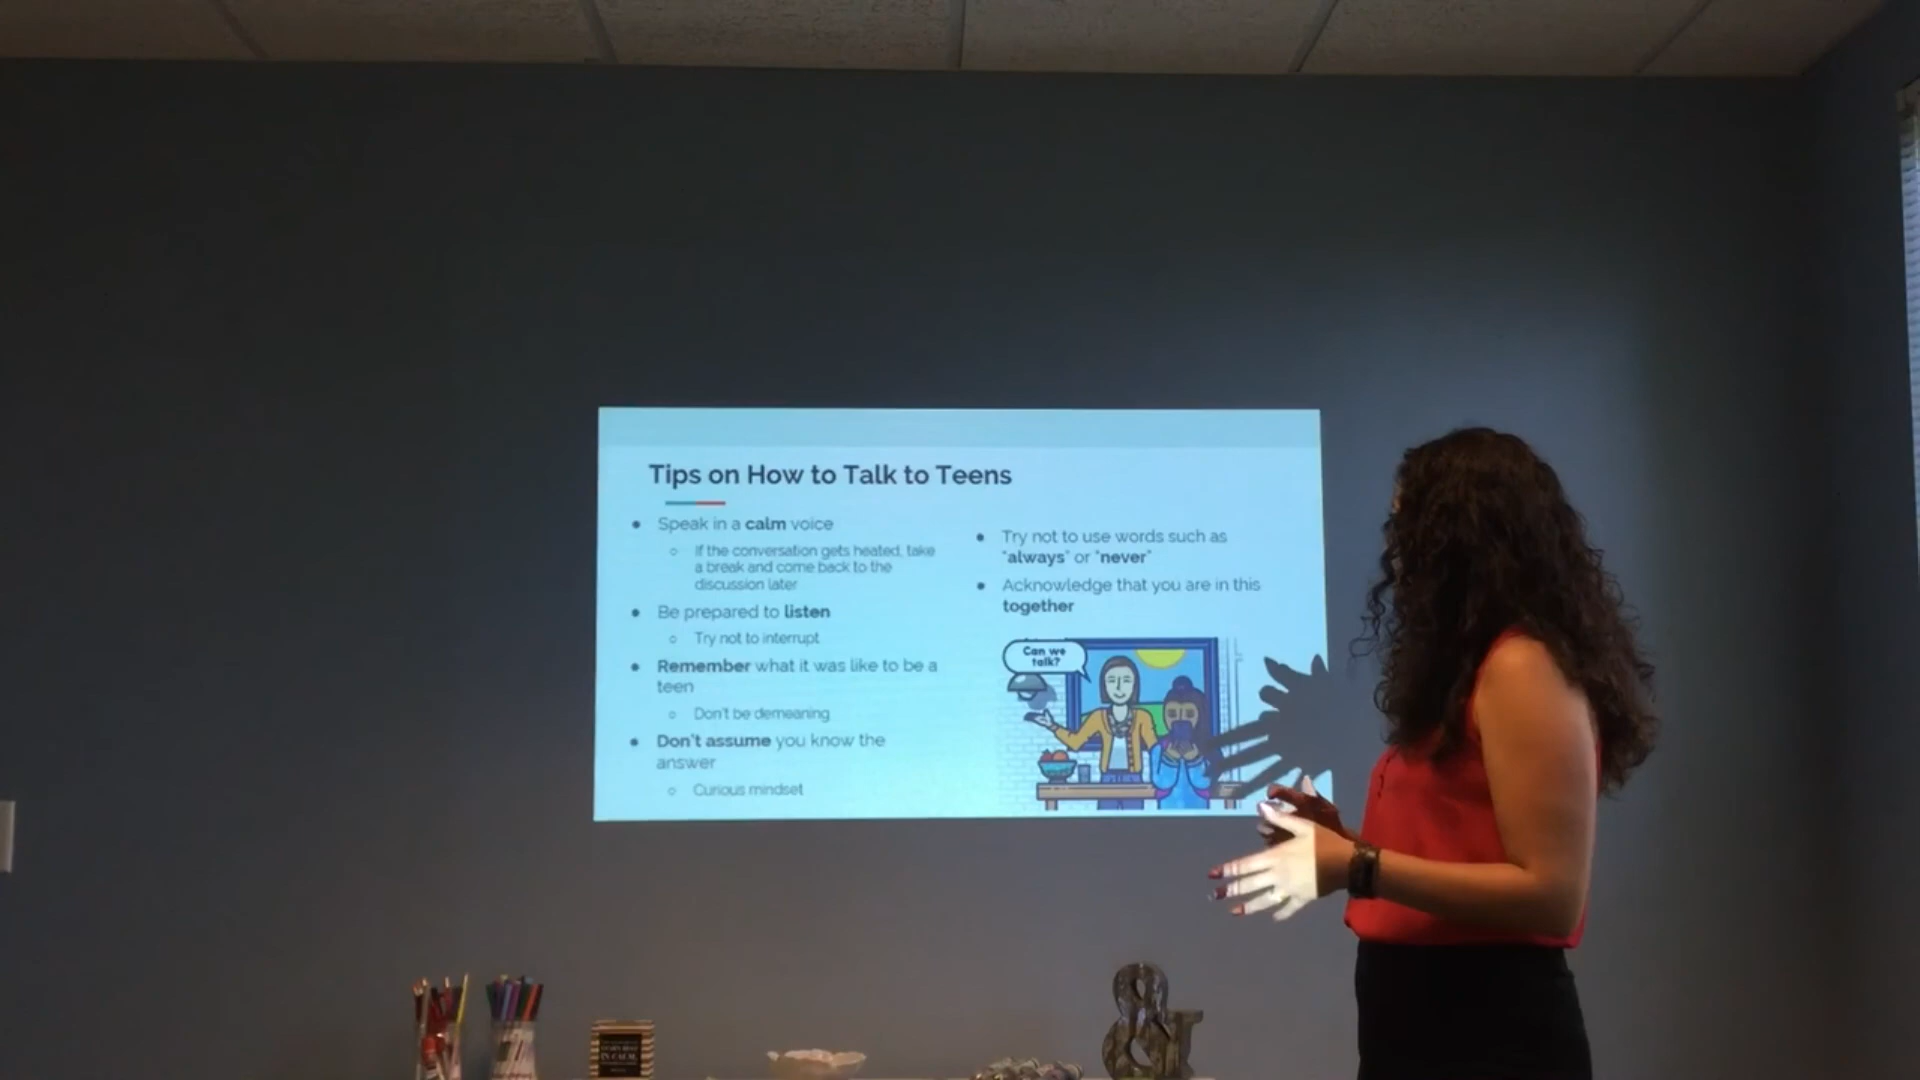 Tips on How to Talk to Teens
● Speak in a calm voice
○ If the conversation gets heated, take
a break and come back to the
discussion later
● Be prepared to listen
○ Try not to interrupt
● Remember what it was like to be a
teen
○ Don't be demeaning
● Don't assume you know the
answer
○ Curious mindset
● Try not to use words such as
"always" or "never"
● Acknowledge that you are in this
together
Can we
talk?
&